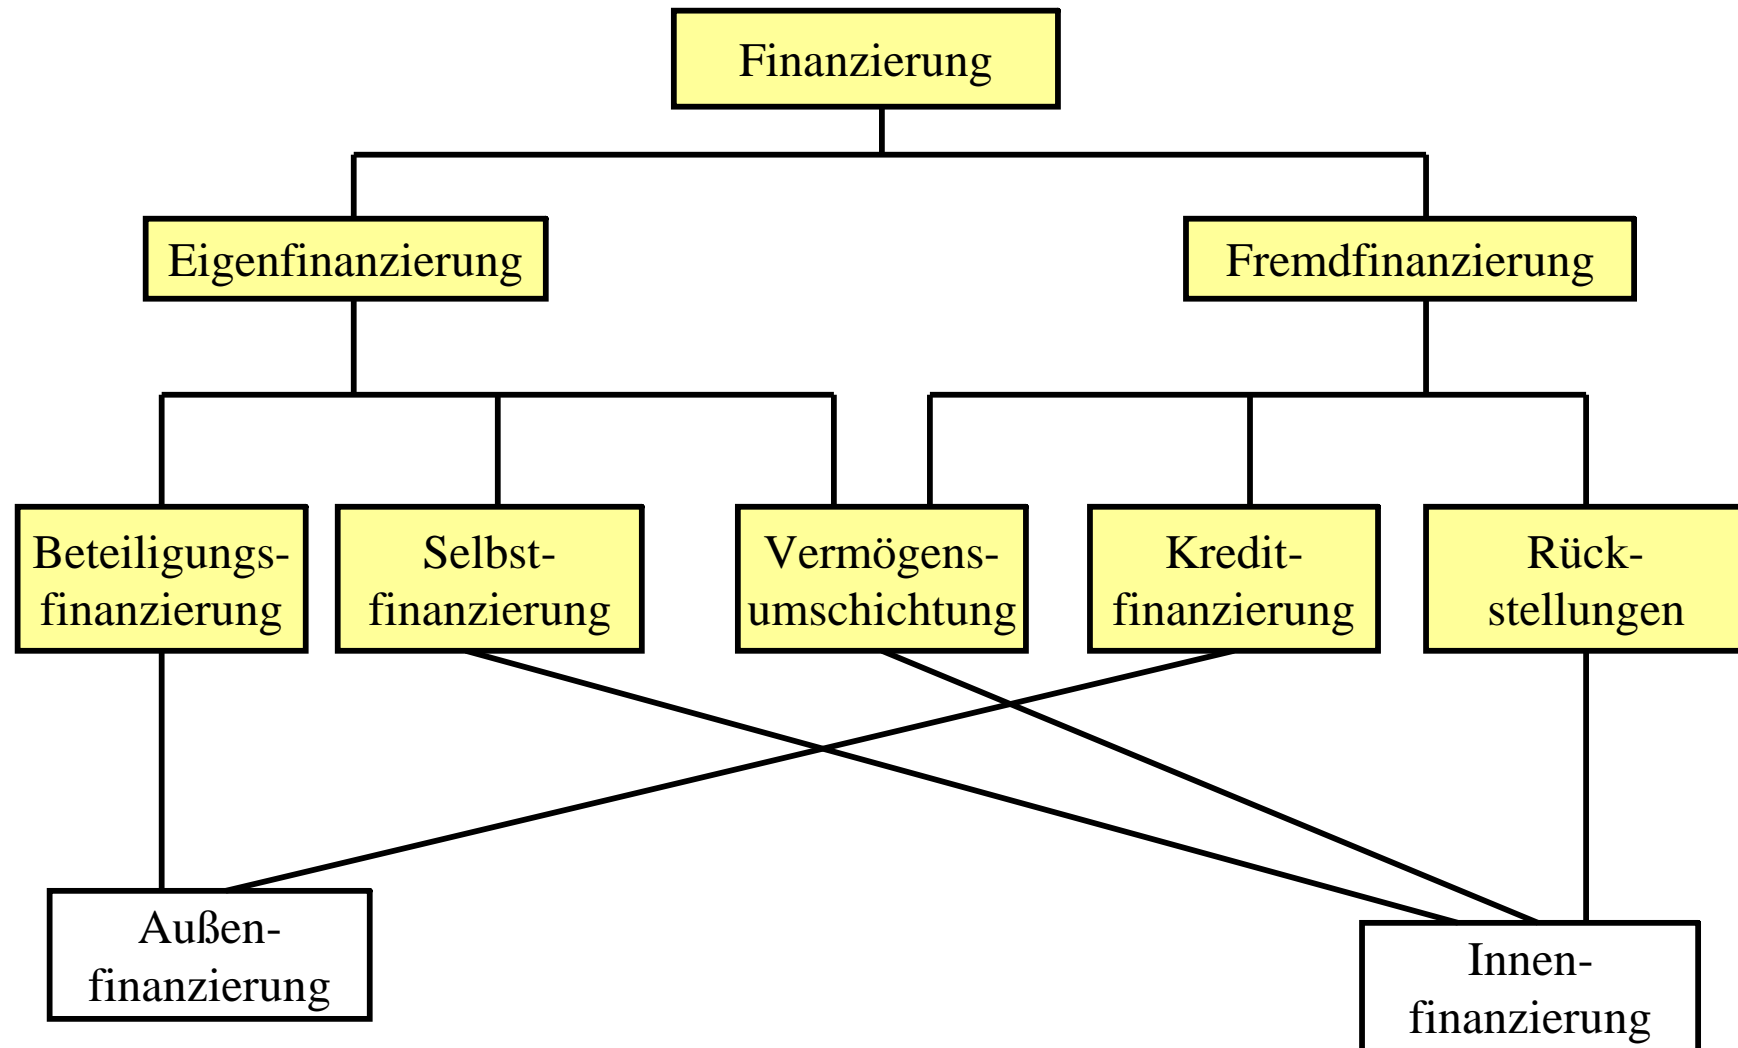 Finanzierung
Eigenfinanzierung
Fremdfinanzierung
Beteiligungs-
finanzierung
Selbst-
finanzierung
Vermögens-
umschichtung
Kredit-
finanzierung
Rück-
stellungen
Außen-
finanzierung
Innen-
finanzierung